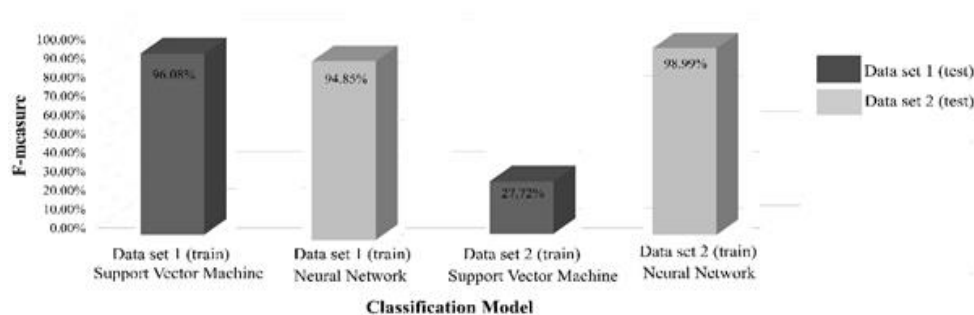 100.00%
90.00%
80.00%
70.00%
60.00%
50.00%
40.00%
30.00%
20.00%
10.00%
0.00%
F-measure
96.08%
94.85%
27.72%
98.99%
Data set 1 (test)
Data set 2 (test)
Data set 1 (train)
Support Vector Machine
Data set 1 (train)
Neural Network
Data set 2 (train)
Support Vector Machine
Data set 2 (train)
Neural Network
Classification Model